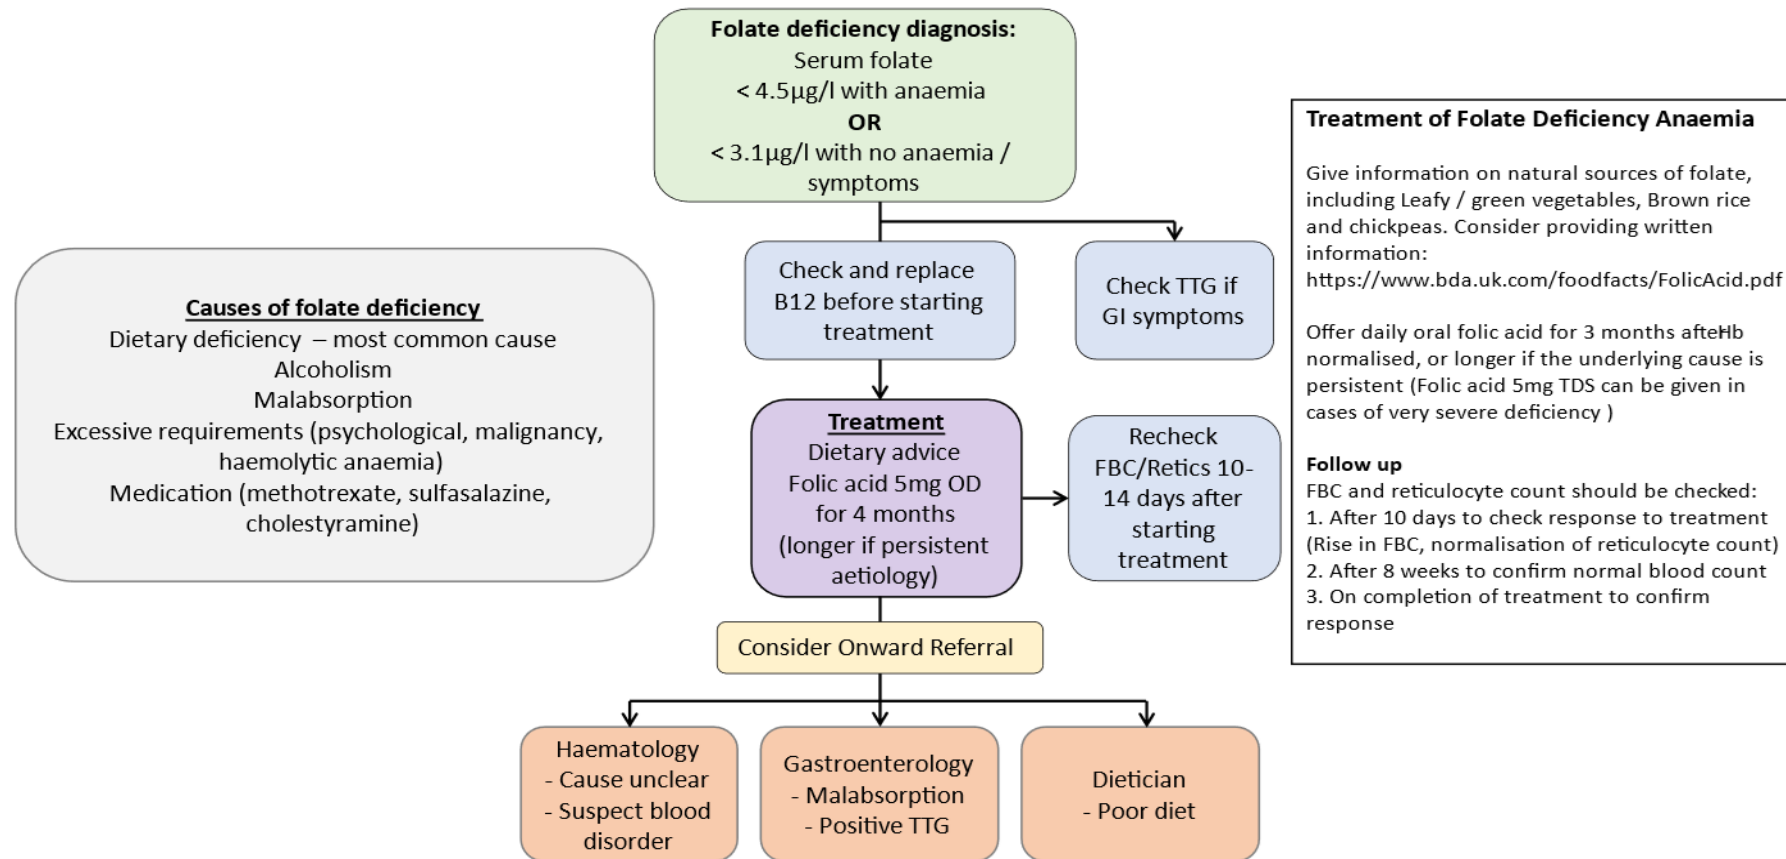 Folate deficiency diagnosis:
Serum folate
< 4.5µg/l with anaemia
OR
< 3.1µg/l with no anaemia /
symptoms
Check and replace
B12 before starting
treatment
Check TTG if
GI symptoms
Causes of folate deficiency
Dietary deficiency – most common cause
Alcoholism
Malabsorption
Excessive requirements (psychological, malignancy,
haemolytic anaemia)
Medication (methotrexate, sulfasalazine,
cholestyramine)
Treatment
Dietary advice
Folic acid 5mg OD
for 4 months
(longer if persistent
aetiology)
Recheck
FBC/Retics 10-
14 days after
starting
treatment
Consider Onward Referral
Haematology
- Cause unclear
- Suspect blood
disorder
Gastroenterology
- Malabsorption
- Positive TTG
Dietician
- Poor diet
Treatment of Folate Deficiency Anaemia
Give information on natural sources of folate,
including Leafy / green vegetables, Brown rice
and chickpeas. Consider providing written
information:
https://www.bda.uk.com/foodfacts/FolicAcid.pdf
Offer daily oral folic acid for 3 months afteHb
normalised, or longer if the underlying cause is
persistent (Folic acid 5mg TDS can be given in
cases of very severe deficiency )
Follow up
FBC and reticulocyte count should be checked:
1. After 10 days to check response to treatment
(Rise in FBC, normalisation of reticulocyte count)
2. After 8 weeks to confirm normal blood count
3. On completion of treatment to confirm
response